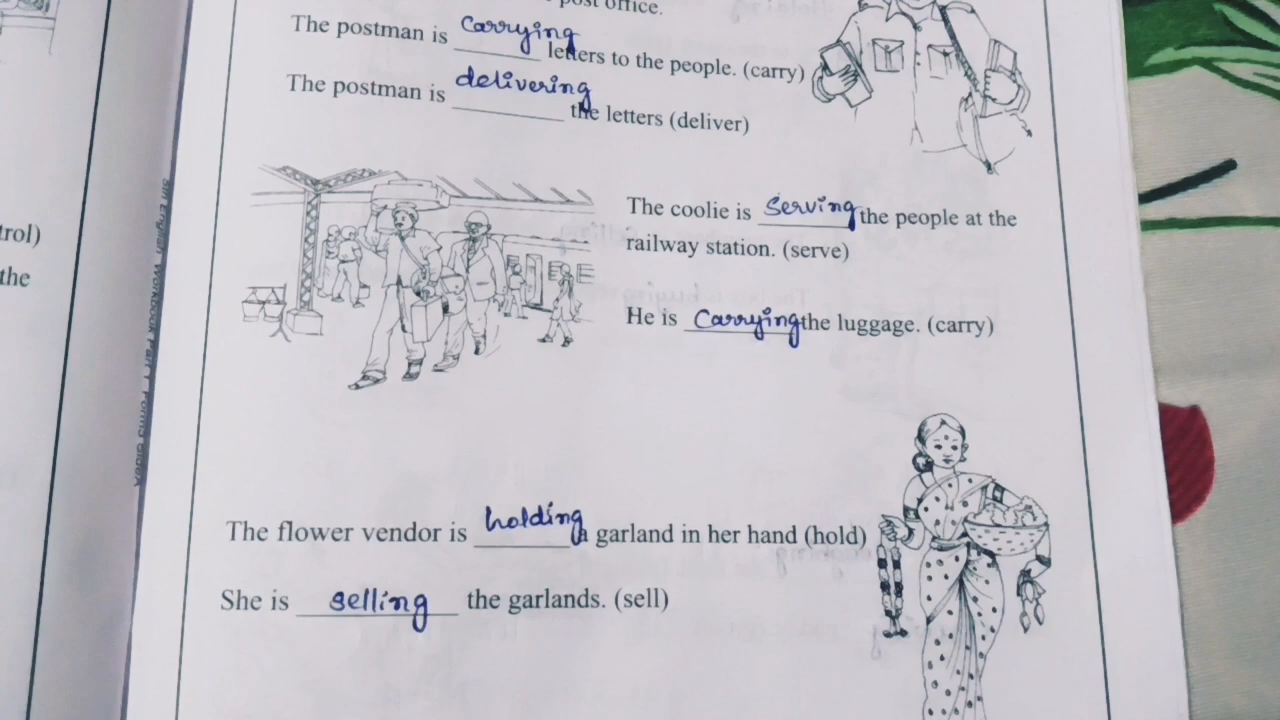 post office.
The postman is carrying letters to the people. (carry)
The postman is delivering the letters (deliver)
trol)
the
The coolie is serving the people at the
railway station. (serve)
He is carrying the luggage. (carry)
The flower vendor is holding a garland in her hand (hold)
She is selling the garlands. (sell)